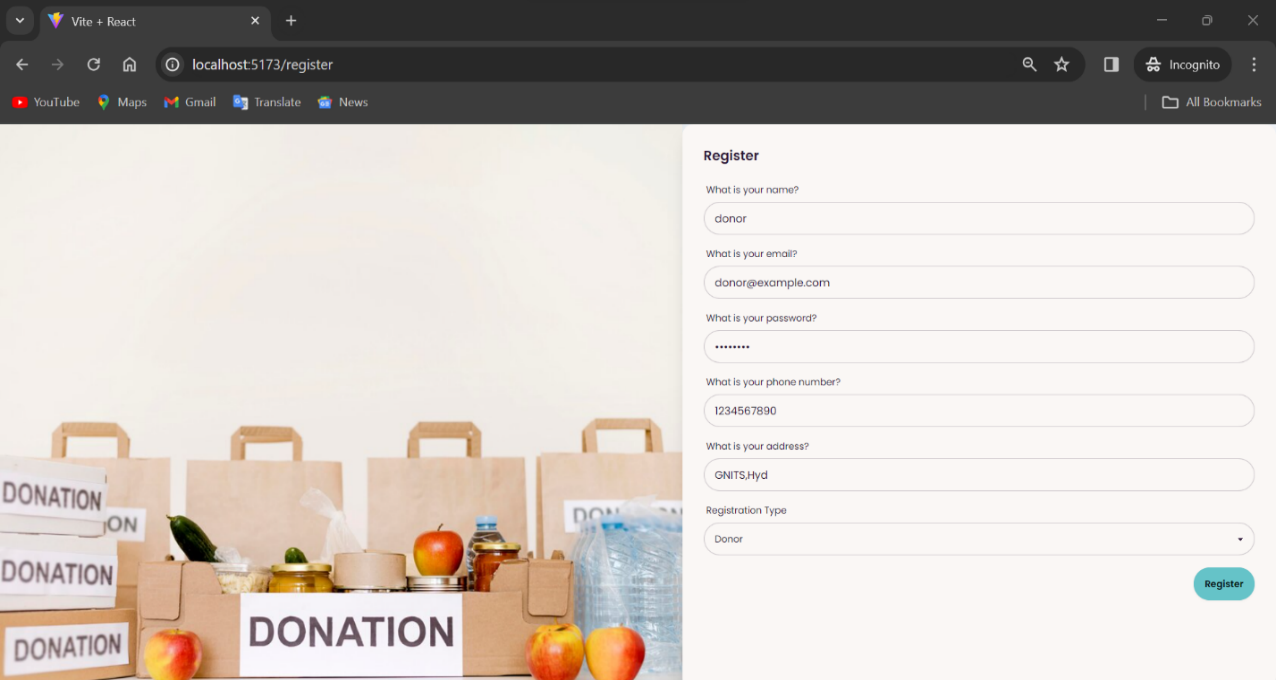 Vite + React
localhost:5173/register
Incognito
YouTube
Maps
Gmail
Translate
News
All Bookmarks
Register
What is your name?
donor
What is your email?
donor@example.com
What is your password?
••••••••
What is your phone number?
1234567890
What is your address?
GNITS,Hyd
Registration Type
Donor
Register
DONATION
ON
DONATION
DONATION
DONATION
DON